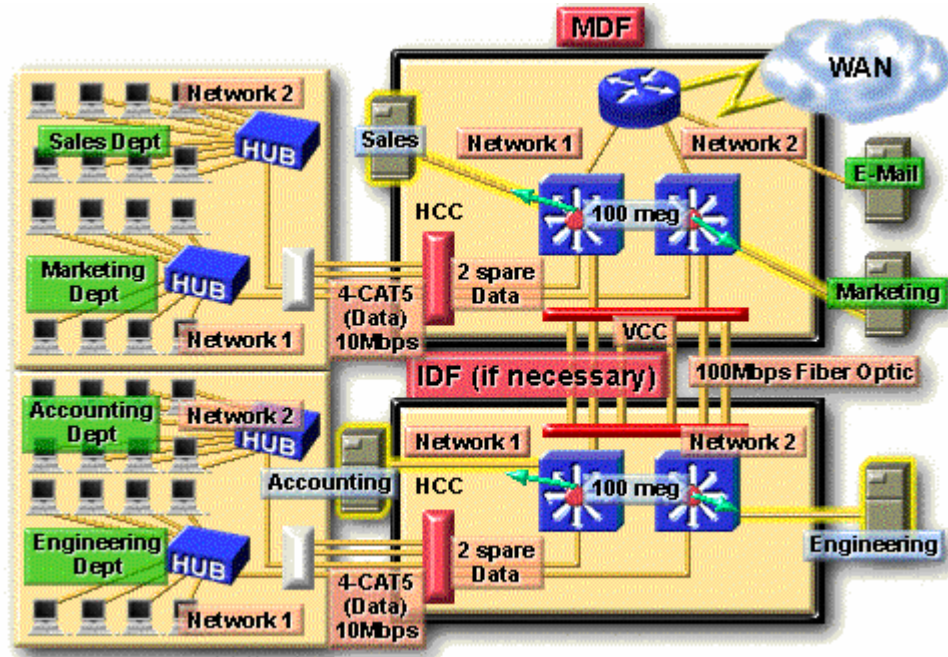 MDF
WAN
Network 2
Sales Dept
HUB
Sales
Network 1
Network 2
E-Mail
HCC
100 meg
Marketing
Dept
HUB
2 spare
Data
Marketing
4-CAT5
(Data)
10Mbps
Network 1
VCC
IDF (if necessary)
100Mbps Fiber Optic
Accounting
Dept
Network 2
HUB
Network 1
Network 2
Accounting
HCC
100 meg
Engineering
Dept
HUB
2 spare
Data
Engineering
4-CAT5
(Data)
10Mbps
Network 1